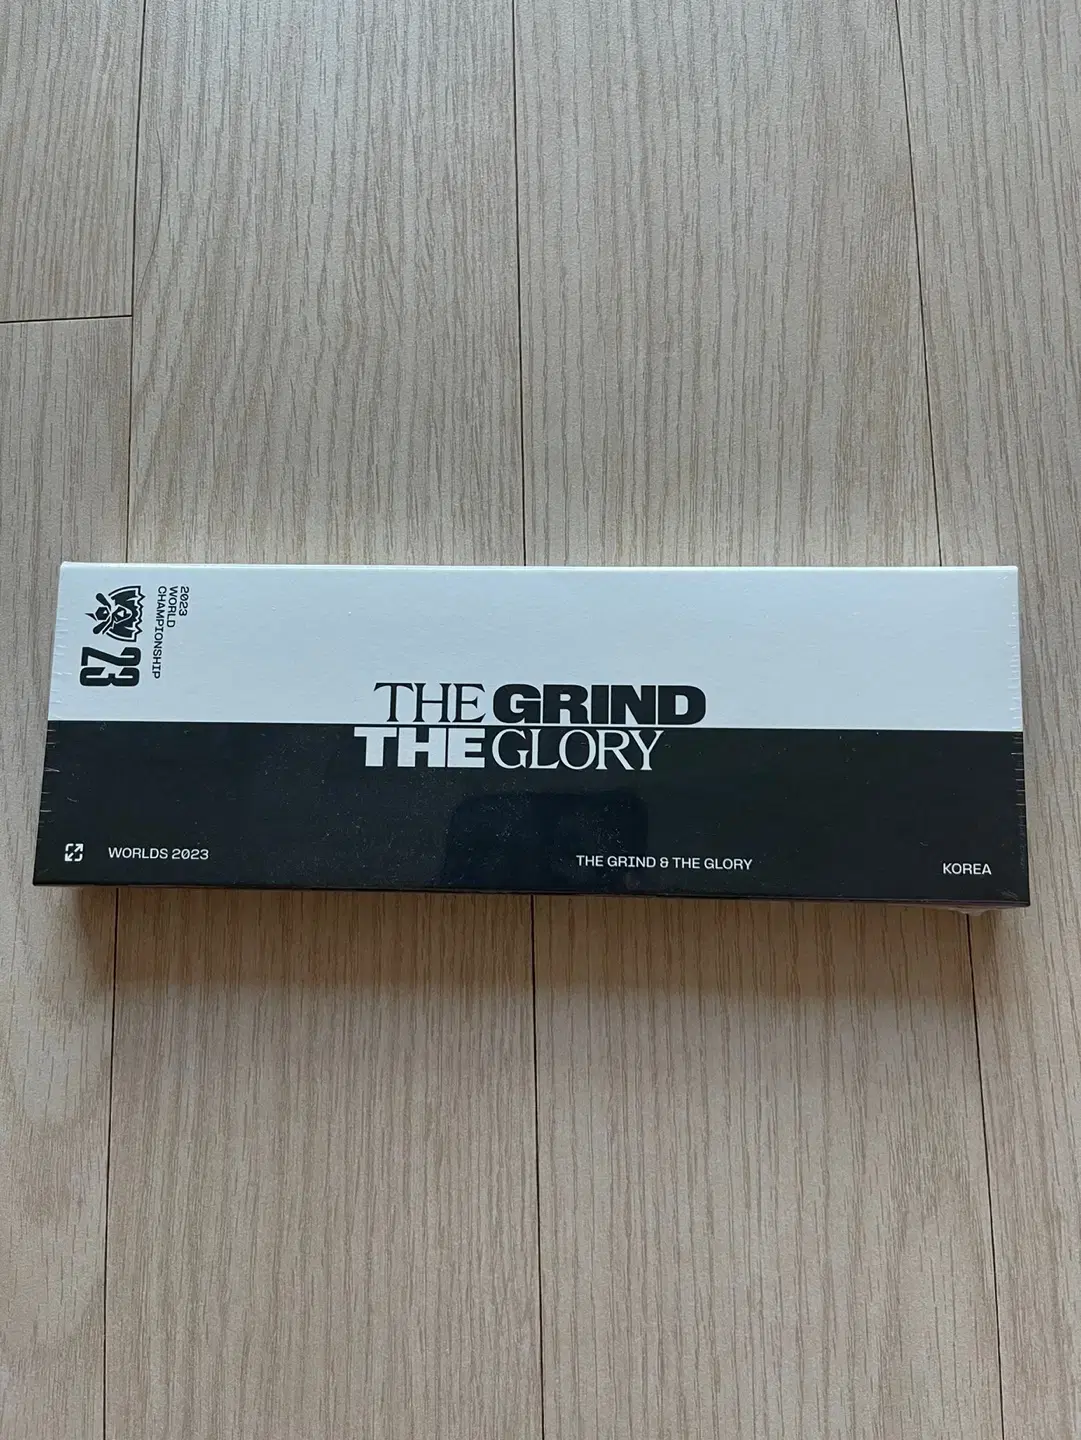 2023
WORLD
CHAMPIONSHIP
23
THE GRIND
THE GLORY
WORLDS 2023
THE GRIND & THE GLORY
KOREA